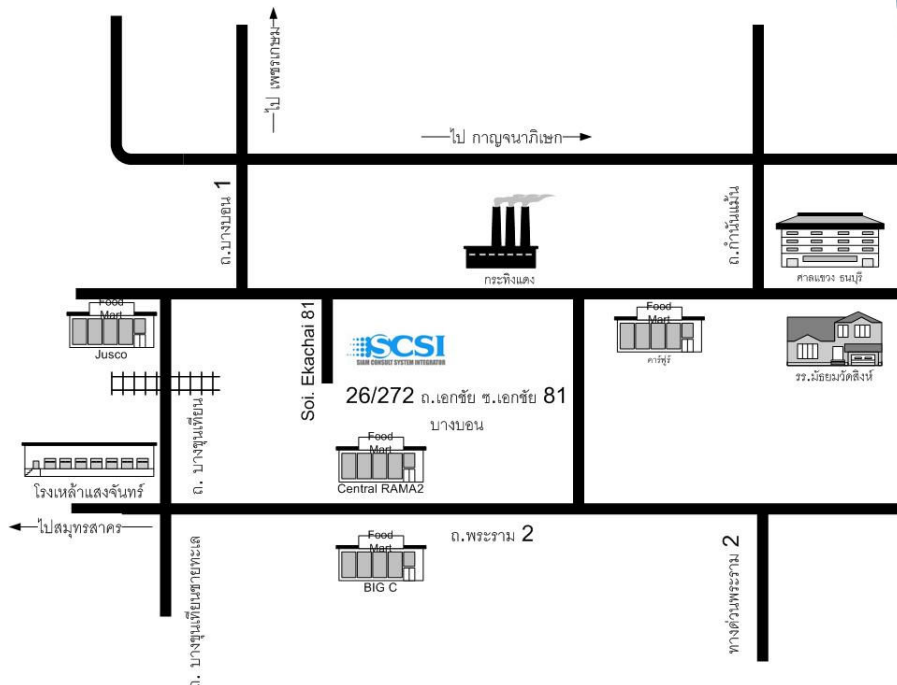 ไป เพชรเกษม
ไป กาญจนาภิเษก
ถ.บางบอน 1
ถ.กำนันแม้น
กระทิงแดง
ศาลแขวง ธนบุรี
Food
Mart
Jusco
Soi. Ekachai 81
SCSI
SIAM CONSULT SYSTEM INTEGRATOR
Food
Mart
คาร์ฟูร์
รร.มัธยมวัดสิงห์
26/272 ถ.เอกชัย ซ.เอกชัย 81
บางบอน
ถ. บางขุนเทียน
Food
Mart
Central RAMA2
โรงเหล้าแสงจันทร์
ไปสมุทรสาคร
ถ.พระราม 2
Food
Mart
BIG C
ถ. บางขุนเทียนชายทะเล
ทางด่วนพระราม 2